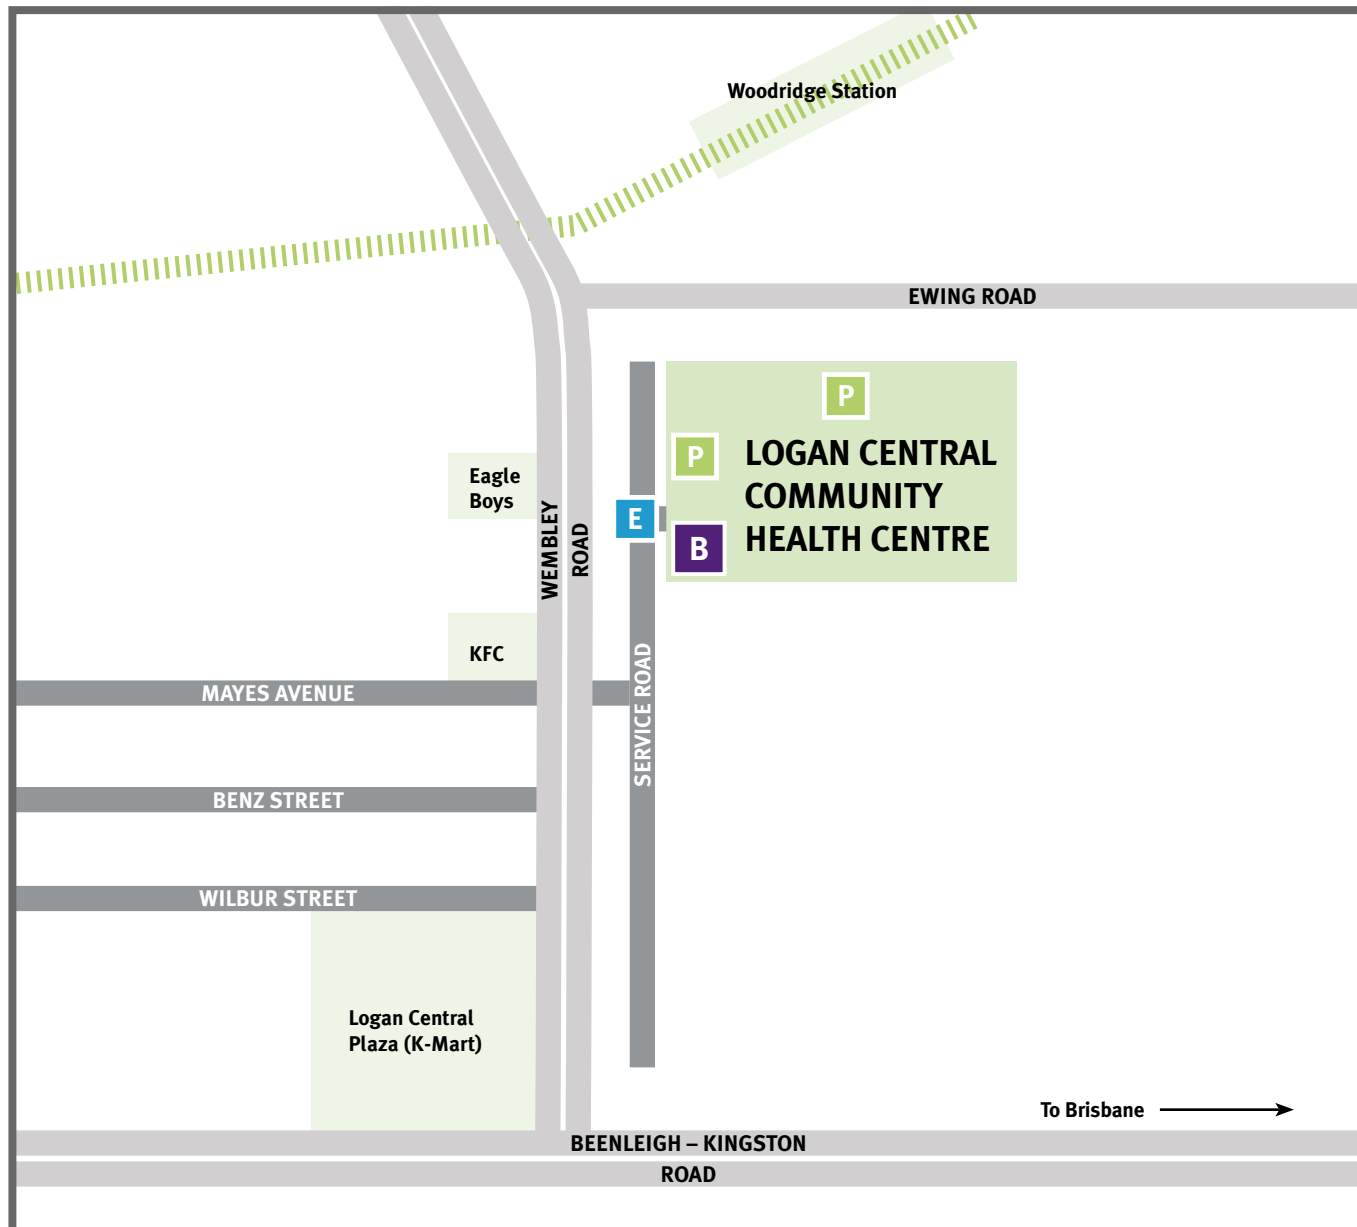 Woodridge Station
EWING ROAD
P
P
LOGAN CENTRAL
COMMUNITY
HEALTH CENTRE
E
B
Eagle
Boys
WEMBLEY
ROAD
KFC
SERVICE ROAD
MAYES AVENUE
BENZ STREET
WILBUR STREET
Logan Central
Plaza (K-Mart)
To Brisbane
BEENLEIGH – KINGSTON
ROAD